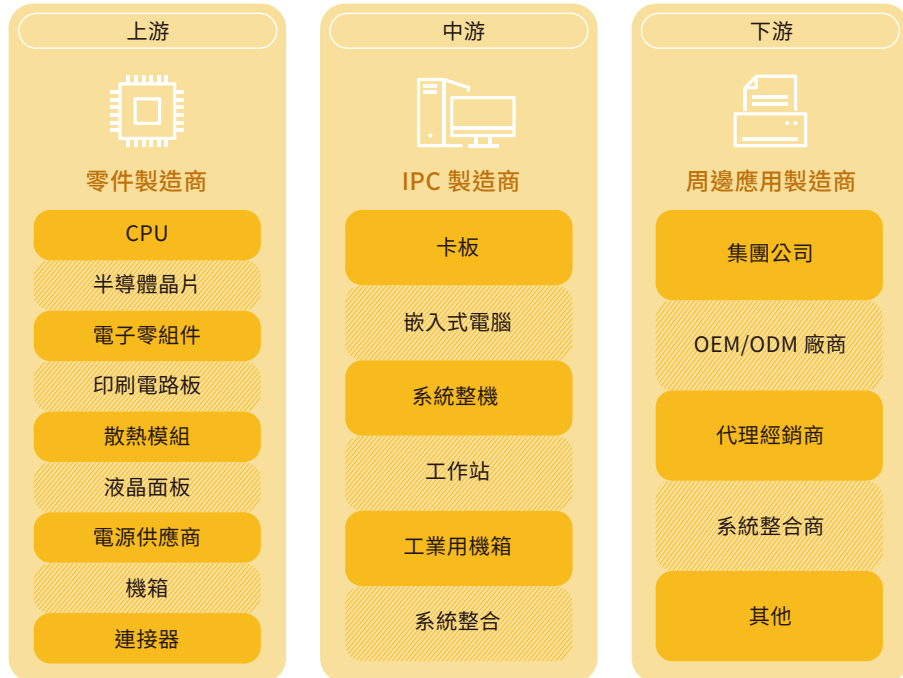 上游
零件製造商
CPU
半導體晶片
電子零組件
印刷電路板
散熱模組
液晶面板
電源供應商
機箱
連接器
中游
IPC 製造商
卡板
嵌入式電腦
系統整機
工作站
工業用機箱
系統整合
下游
周邊應用製造商
集團公司
OEM/ODM 廠商
代理經銷商
系統整合商
其他